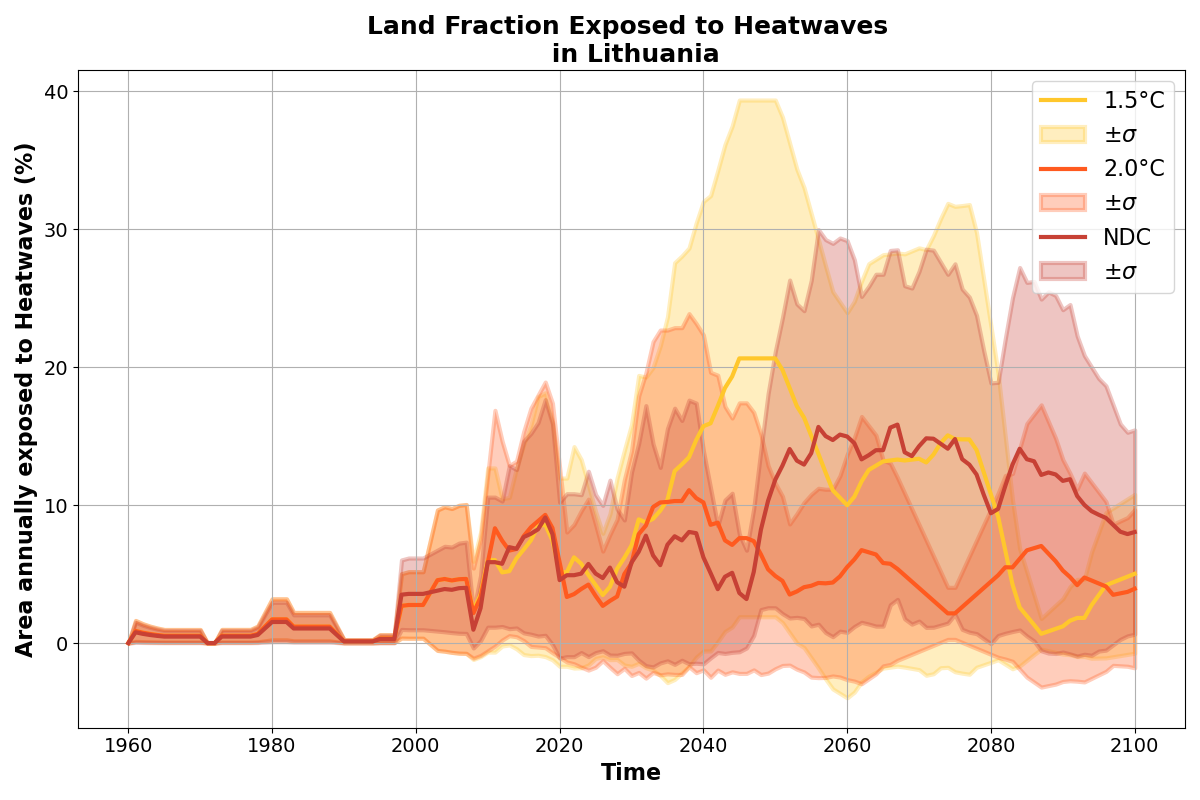 Land Fraction Exposed to Heatwaves
in Lithuania
Area annually exposed to Heatwaves (%)
40
30
20
10
0
1.5°C
±σ
2.0°C
±σ
NDC
±σ
1960
1980
2000
2020
2040
2060
2080
2100
Time